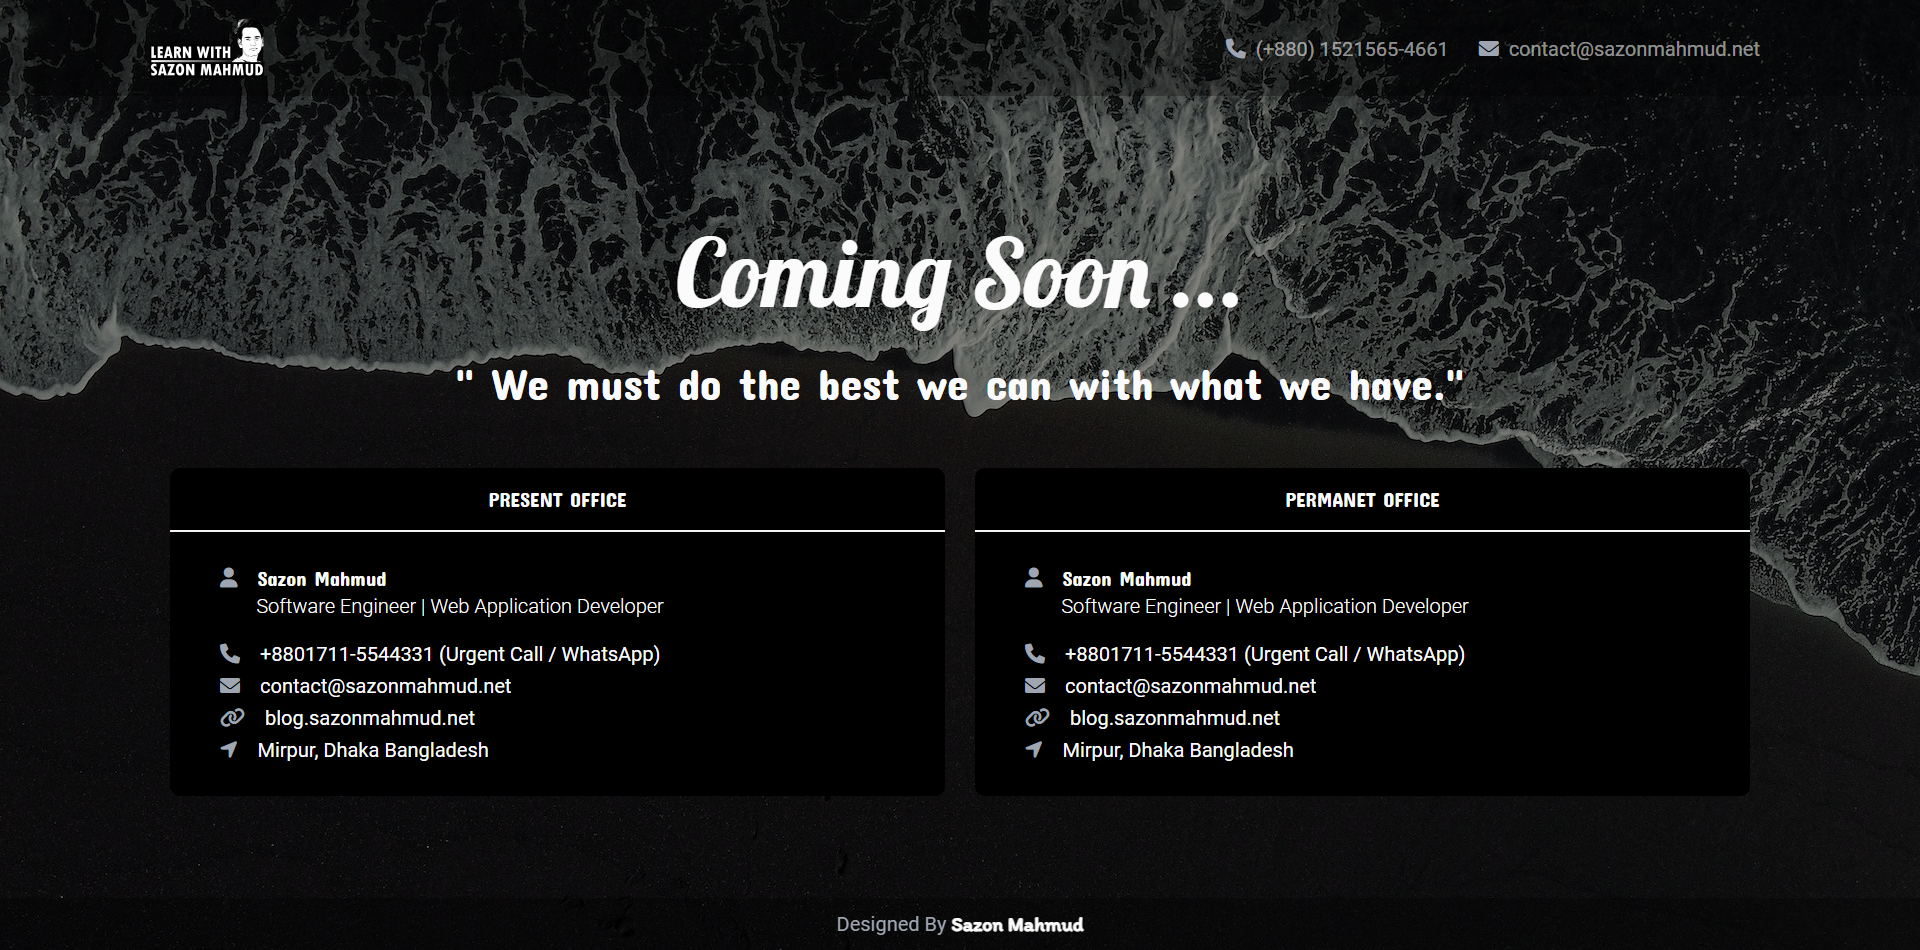 LEARN WITH
SAZON MAHMUD
(+880) 1521565-4661
contact@sazonmahmud.net
Coming Soon ...
" We must do the best we can with what we have."
PRESENT OFFICE
Sazon Mahmud
Software Engineer | Web Application Developer
+8801711-5544331 (Urgent Call / WhatsApp)
contact@sazonmahmud.net
blog.sazonmahmud.net
Mirpur, Dhaka Bangladesh
PERMANET OFFICE
Sazon Mahmud
Software Engineer | Web Application Developer
+8801711-5544331 (Urgent Call / WhatsApp)
contact@sazonmahmud.net
blog.sazonmahmud.net
Mirpur, Dhaka Bangladesh
Designed By Sazon Mahmud